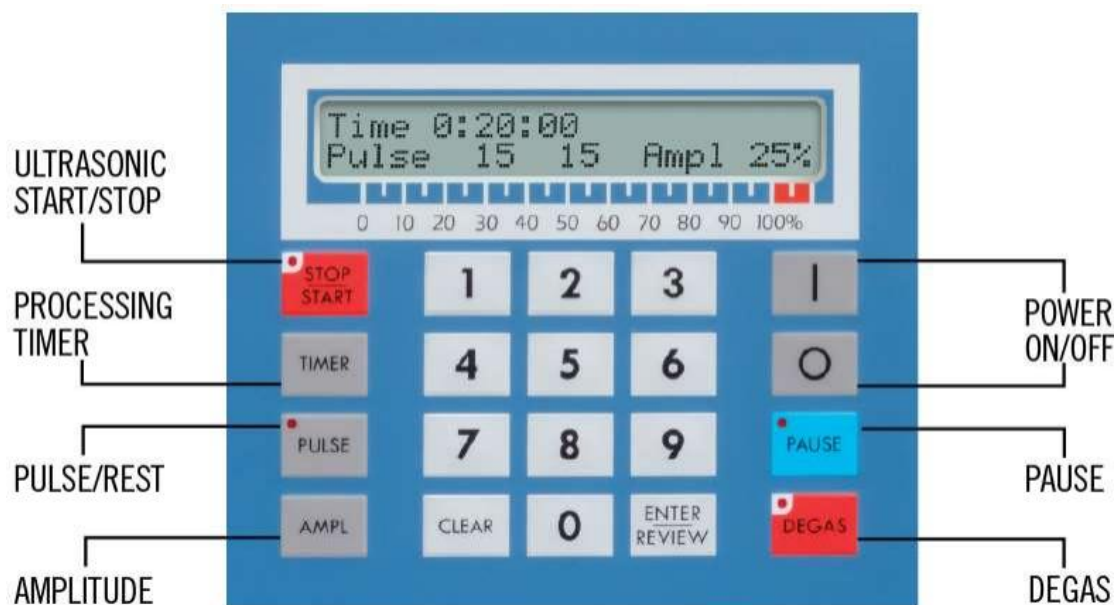 Time 0:20:00
Pulse 15 15 Ampl 25%
0 10 20 30 40 50 60 70 80 90 100%
ULTRASONIC
START/STOP
STOP
START
1 2 3
I
PROCESSING
TIMER
TIMER
4 5 6
O
POWER
ON/OFF
PULSE
7 8 9
PAUSE
PULSE/REST
PAUSE
AMPL
CLEAR
0
ENTER
REVIEW
DEGAS
AMPLITUDE
DEGAS